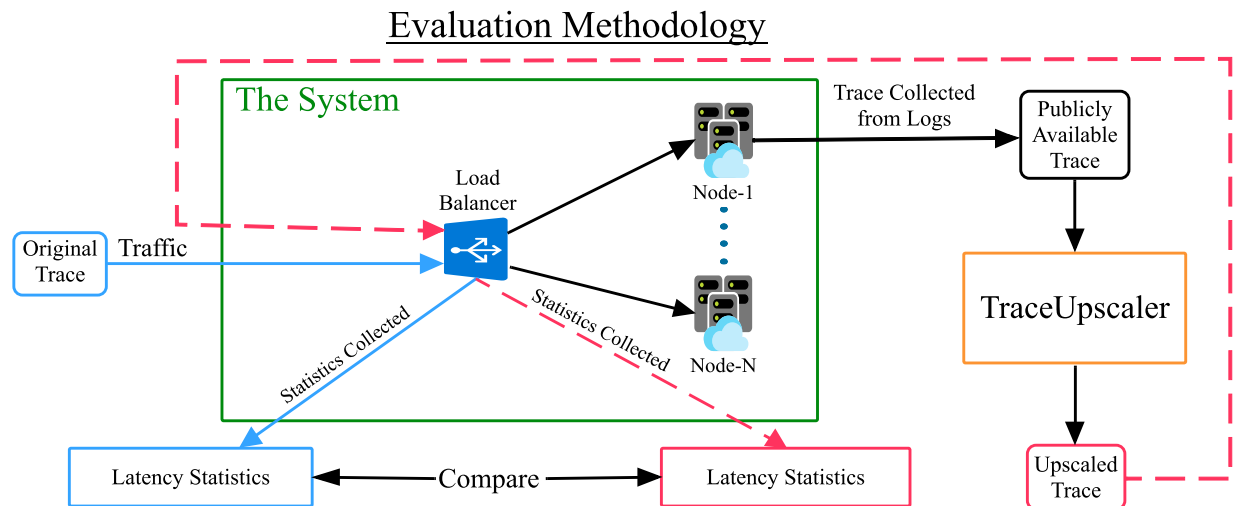 Evaluation Methodology
The System
Trace Collected
from Logs
Publicly
Available
Trace
Load
Balancer
Node-1
Original
Trace
Traffic
TraceUpscaler
Statistics Collected
Statistics Collected
Node-N
Latency Statistics
Compare
Latency Statistics
Upscaled
Trace